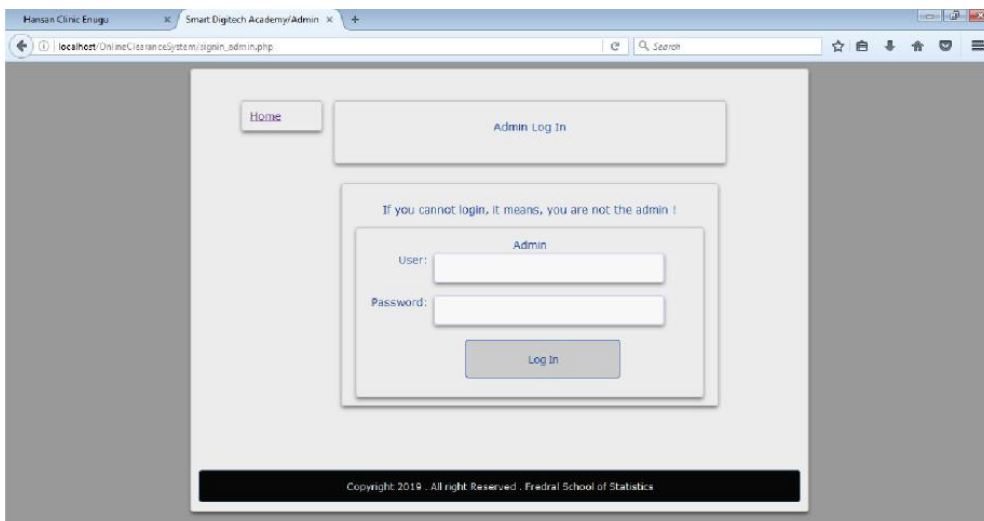 Hansan Clinic Enugu
Smart Digitech Academy/Admin
localhost/OnlineClearanceSystem/signin_admin.php
Search
Home
Admin Log In
If you cannot login, it means, you are not the admin !
Admin
User:
Password:
Log In
Copyright 2019 . All right Reserved . Fredral School of Statistics